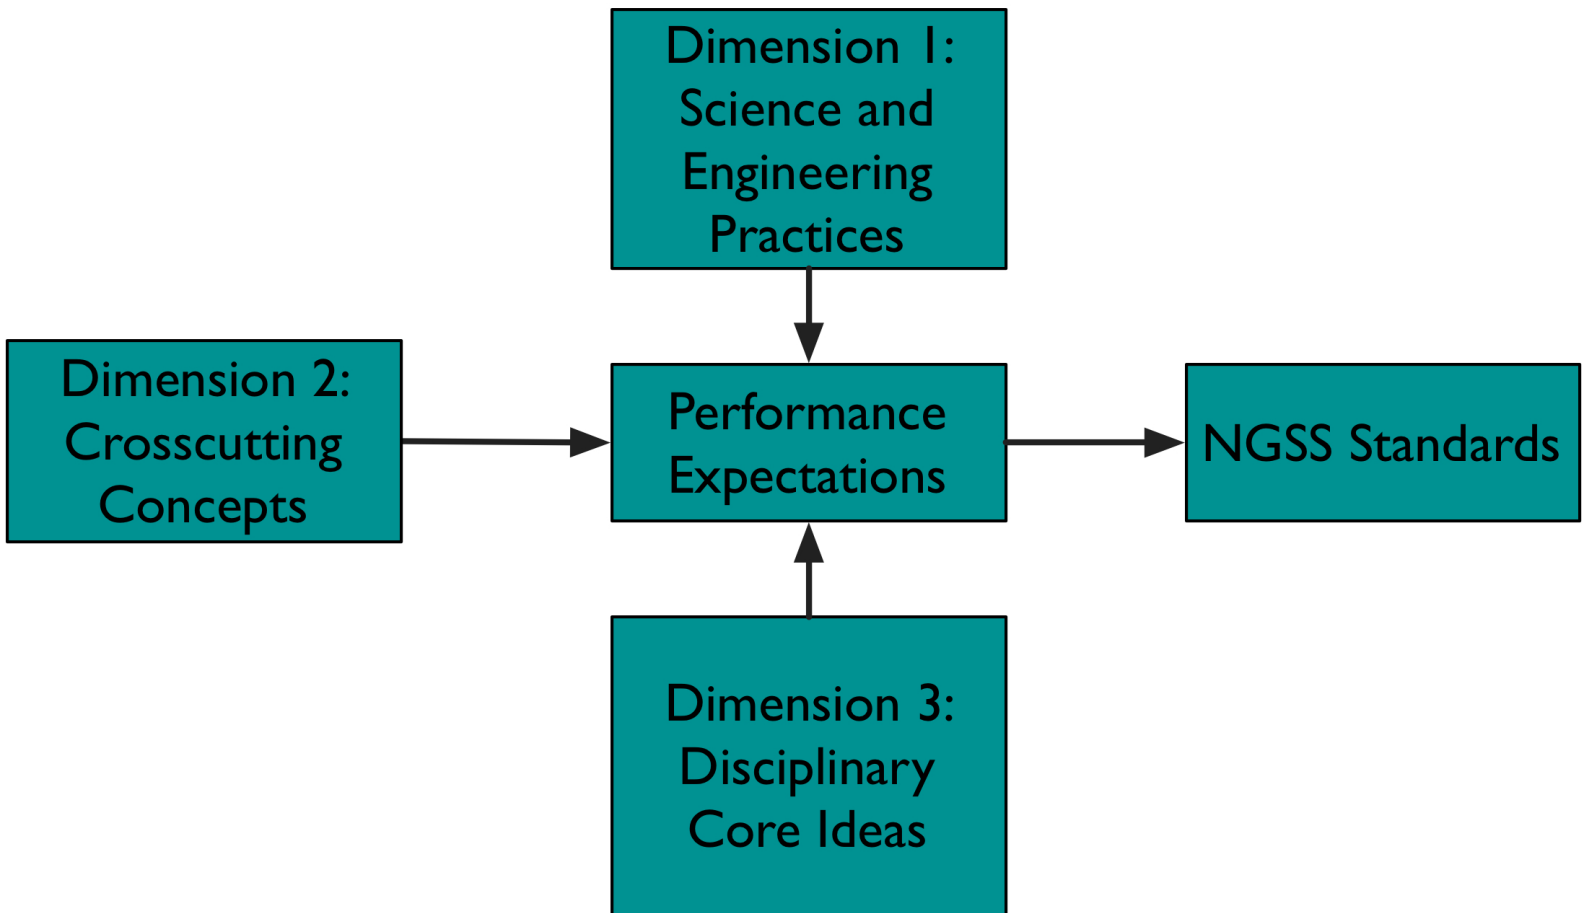 Dimension 1:
Science and
Engineering
Practices
Dimension 2:
Crosscutting
Concepts
Performance
Expectations
NGSS Standards
Dimension 3:
Disciplinary
Core Ideas